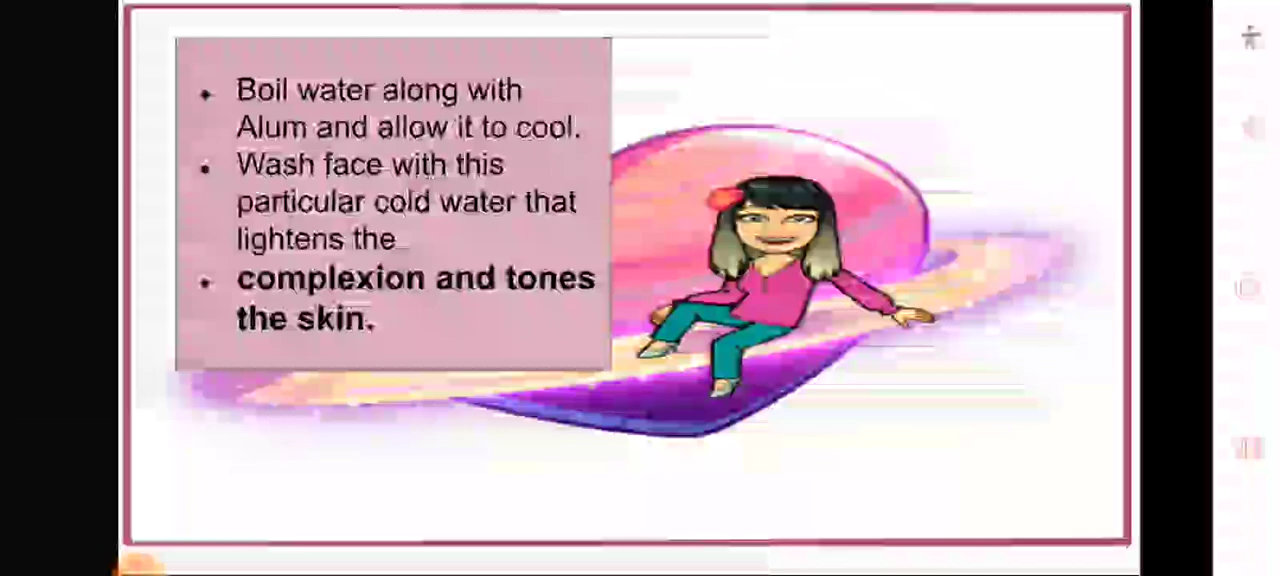 • Boil water along with
Alum and allow it to cool.
• Wash face with this
particular cold water that
lightens the
• complexion and tones
the skin.